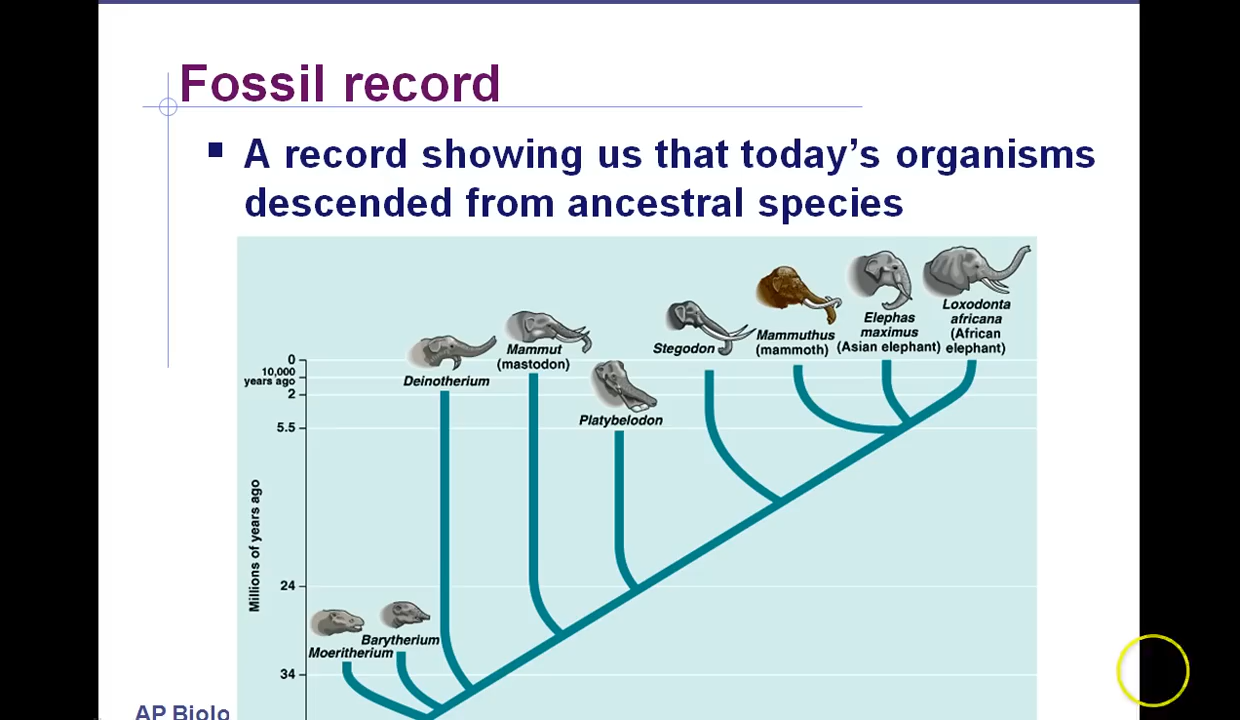 Fossil record
A record showing us that today's organisms
descended from ancestral species
Loxodonta
africana
(African
elephant)
Elephas
maximus
(Asian elephant)
Mammuthus
(mammoth)
Stegodon
Mammut
(mastodon)
Deinotherium
Platybelodon
0
10,000
years ago
2
5.5
24
34
Millions of years ago
Barytherium
Moeritherium
AP Biolo